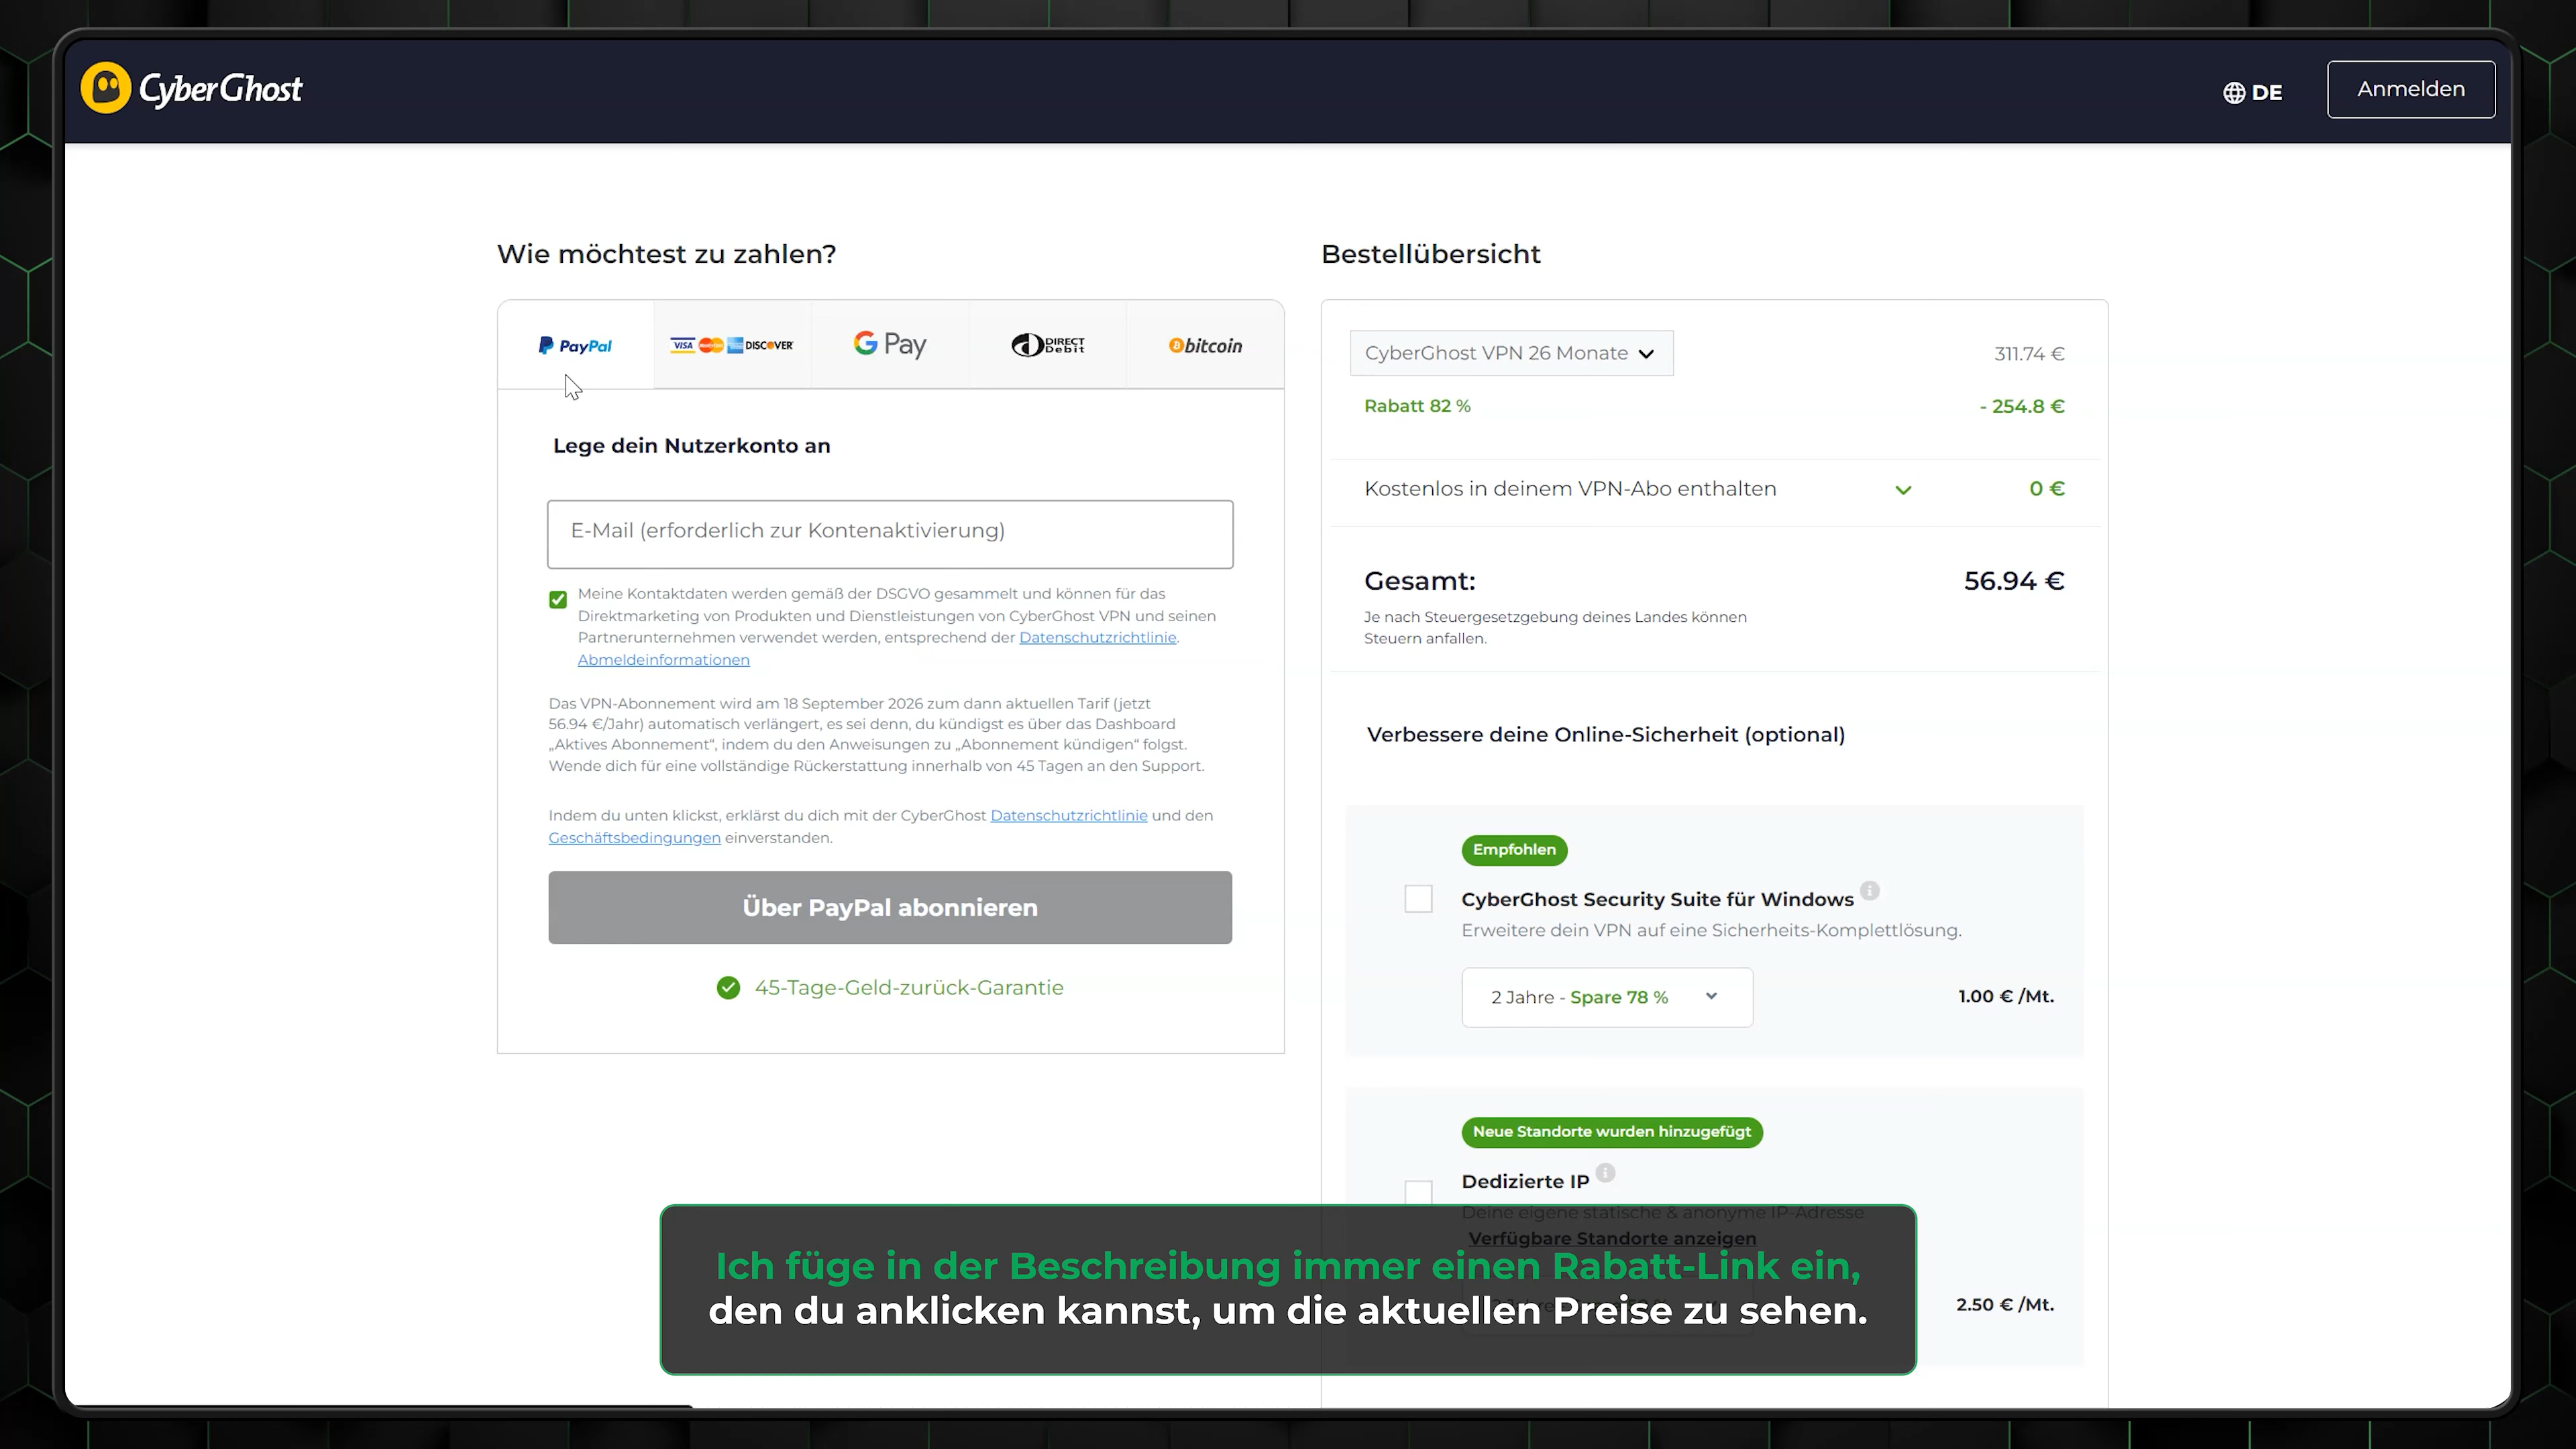 CyberGhost
DE
Anmelden
Wie möchtest zu zahlen?
PayPal
VISA
DISCOVER
G Pay
DIRECT
Debit
bitcoin
Lege dein Nutzerkonto an
E-Mail (erforderlich zur Kontenaktivierung)
Meine Kontaktdaten werden gemäß der DSGVO gesammelt und können für das
Direktmarketing von Produkten und Dienstleistungen von CyberGhost VPN und seinen
Partnerunternehmen verwendet werden, entsprechend der Datenschutzrichtlinie.
Abmeldeinformationen
Das VPN-Abonnement wird am 18 September 2026 zum dann aktuellen Tarif (jetzt
56.94 €/Jahr) automatisch verlängert, es sei denn, du kündigst es über das Dashboard
„Aktives Abonnement“, indem du den Anweisungen zu „Abonnement kündigen“ folgst.
Wende dich für eine vollständige Rückerstattung innerhalb von 45 Tagen an den Support.
Indem du unten klickst, erklärst du dich mit der CyberGhost Datenschutzrichtlinie und den
Geschäftsbedingungen einverstanden.
Über PayPal abonnieren
45-Tage-Geld-zurück-Garantie
Bestellübersicht
CyberGhost VPN 26 Monate 311.74 €
Rabatt 82 % - 254.8 €
Kostenlos in deinem VPN-Abo enthalten 0 €
Gesamt: 56.94 €
Je nach Steuergesetzgebung deines Landes können
Steuern anfallen.
Verbessere deine Online-Sicherheit (optional)
Empfohlen
CyberGhost Security Suite für Windows
Erweitere dein VPN auf eine Sicherheits-Komplettlösung.
2 Jahre - Spare 78 % 1.00 € /Mt.
Neue Standorte wurden hinzugefügt
Dedizierte IP
Deine eigene statische & anonyme IP-Adresse
Verfügbare Standorte anzeigen
2.50 € /Mt.
Ich füge in der Beschreibung immer einen Rabatt-Link ein,
den du anklicken kannst, um die aktuellen Preise zu sehen.